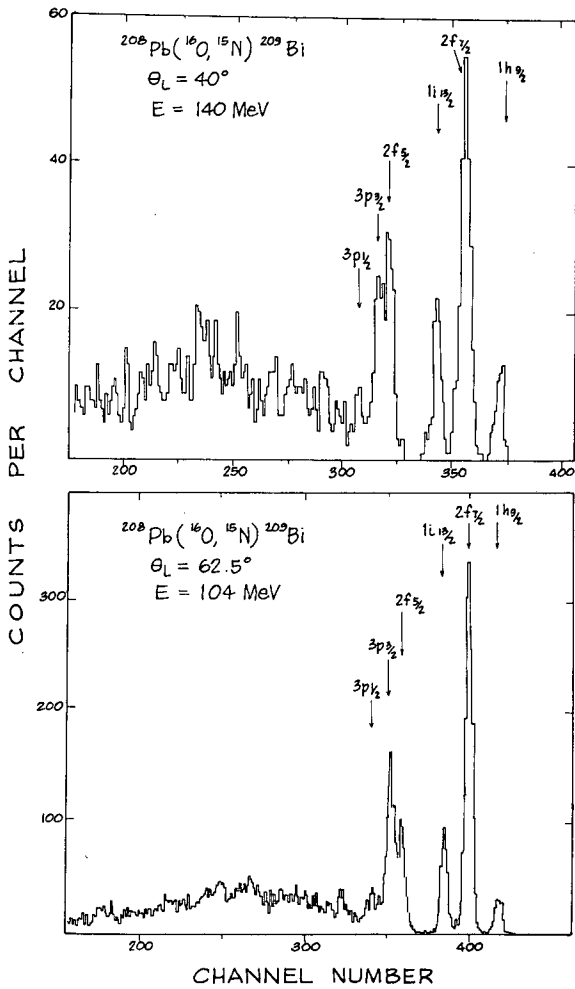 60
40
20
200
250
300
350
400
²⁰⁸Pb(¹⁶O, ¹⁵N) ²⁰⁹Bi
θL = 40°
E = 140 MeV
3p½
3p3/2
2f5/2
1i13/2
2f7/2
1h9/2
COUNTS PER CHANNEL
300
200
100
200
300
400
²⁰⁸Pb(¹⁶O, ¹⁵N) ²⁰⁹Bi
θL = 62.5°
E = 104 MeV
3p½
3p3/2
2f5/2
1i13/2
2f7/2
1h9/2
CHANNEL NUMBER